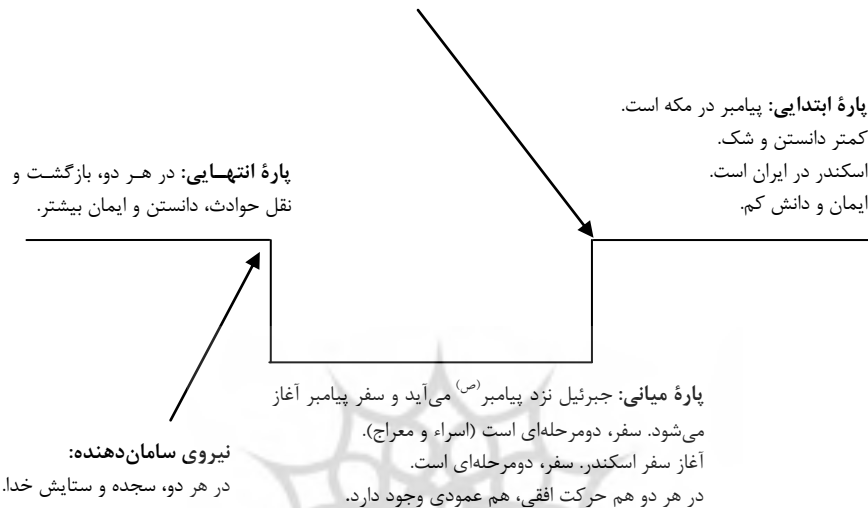 پارۀ ابتدایی: پیامبر در مکه است.
کمتر دانستن و شک.
اسکندر در ایران است.
ایمان و دانش کم.
پارۀ انتهـایی: در هـر دو، بازگشـت و
نقل حوادث، دانستن و ایمان بیشتر.
پارۀ میانی: جبرئیل نزد پیامبر(ص) می‌آید و سفر پیامبر آغاز
می‌شود. سفر، دومرحله‌ای است (اسراء و معراج).
آغاز سفر اسکندر. سفر، دومرحله‌ای است.
در هر دو هم حرکت افقی، هم عمودی وجود دارد.
نیروی سامان‌دهنده:
در هر دو، سجده و ستایش خدا.